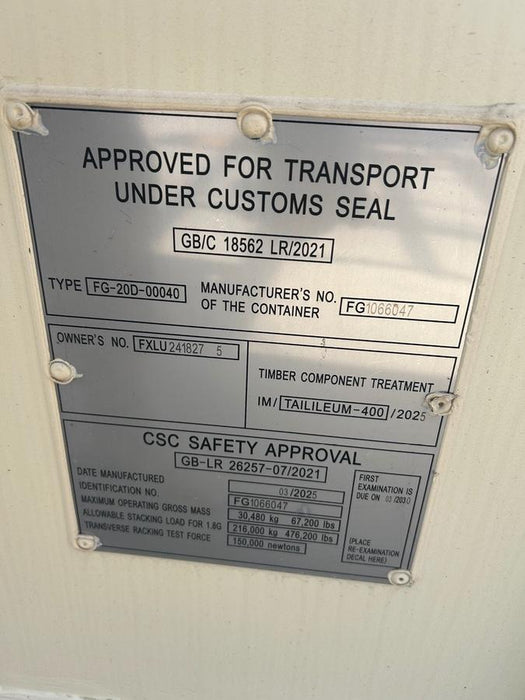 APPROVED FOR TRANSPORT
UNDER CUSTOMS SEAL
GB/C 18562 LR/2021
TYPE FG-20D-00040
MANUFACTURER'S NO.
OF THE CONTAINER
FG1066047
OWNER'S NO. FXLU 241827 5
TIMBER COMPONENT TREATMENT
IM/ TAILILEUM-400 /2025
CSC SAFETY APPROVAL
GB-LR 26257-07/2021
DATE MANUFACTURED 03/2025
IDENTIFICATION NO. FG1066047
MAXIMUM OPERATING GROSS MASS 30,480 kg 67,200 lbs
ALLOWABLE STACKING LOAD FOR 1.8G 216,000 kg 476,200 lbs
TRANSVERSE RACKING TEST FORCE 150,000 newtons
FIRST
EXAMINATION IS
DUE ON 03/2030
(PLACE
RE-EXAMINATION
DECAL HERE)